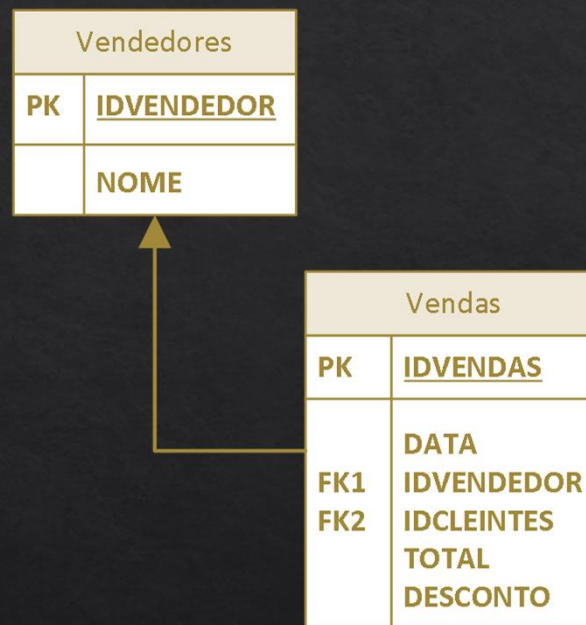 Vendedores
PK IDVENDEDOR
NOME
Vendas
PK IDVENDAS
DATA
FK1 IDVENDEDOR
FK2 IDCLEINTES
TOTAL
DESCONTO